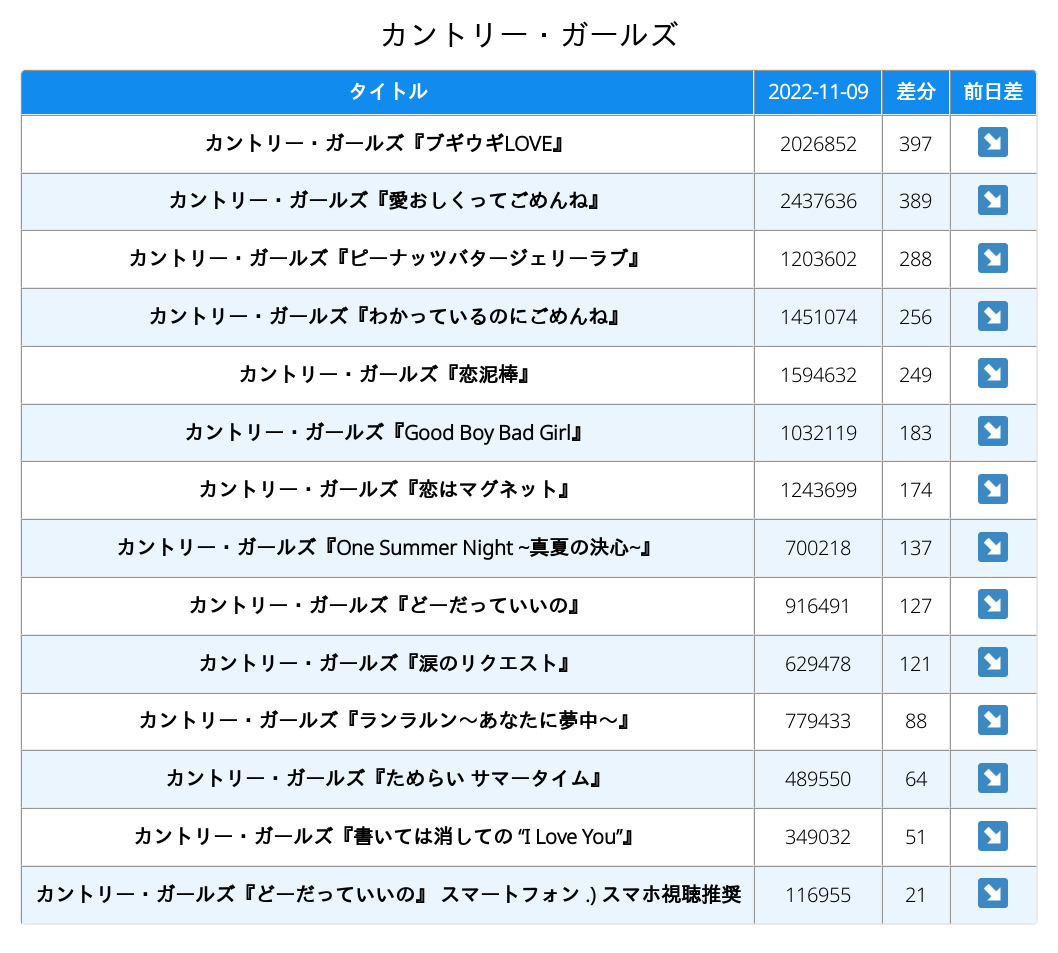 カントリー・ガールズ
タイトル 2022-11-09 差分 前日差
カントリー・ガールズ『ブギウギLOVE』 2026852 397
カントリー・ガールズ『愛おしくってごめんね』 2437636 389
カントリー・ガールズ『ピーナッツバタージェリーラブ』 1203602 288
カントリー・ガールズ『わかっているのにごめんね』 1451074 256
カントリー・ガールズ『恋泥棒』 1594632 249
カントリー・ガールズ『Good Boy Bad Girl』 1032119 183
カントリー・ガールズ『恋はマグネット』 1243699 174
カントリー・ガールズ『One Summer Night ~真夏の決心~』 700218 137
カントリー・ガールズ『どーだっていいの』 916491 127
カントリー・ガールズ『涙のリクエスト』 629478 121
カントリー・ガールズ『ランラルン～あなたに夢中～』 779433 88
カントリー・ガールズ『ためらい サマータイム』 489550 64
カントリー・ガールズ『書いては消しての “I Love You”』 349032 51
カントリー・ガールズ『どーだっていいの』 スマートフォン .) スマホ視聴推奨 116955 21